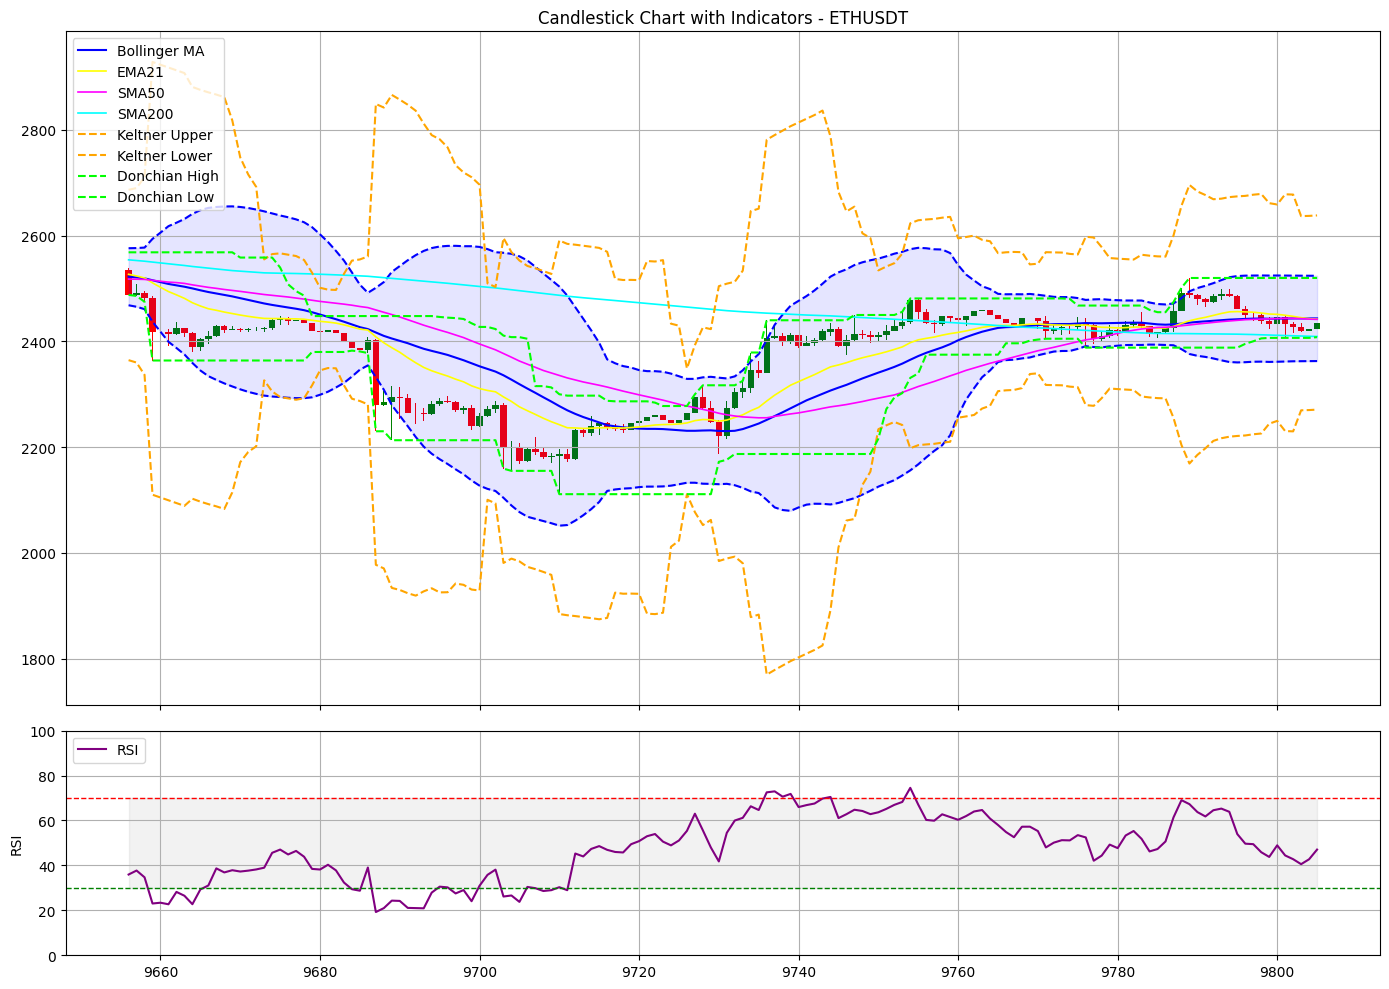 Candlestick Chart with Indicators - ETHUSDT
Bollinger MA
EMA21
SMA50
SMA200
Keltner Upper
Keltner Lower
Donchian High
Donchian Low
2800
2600
2400
2200
2000
1800
RSI
100
80
60
40
20
0
RSI
9660
9680
9700
9720
9740
9760
9780
9800